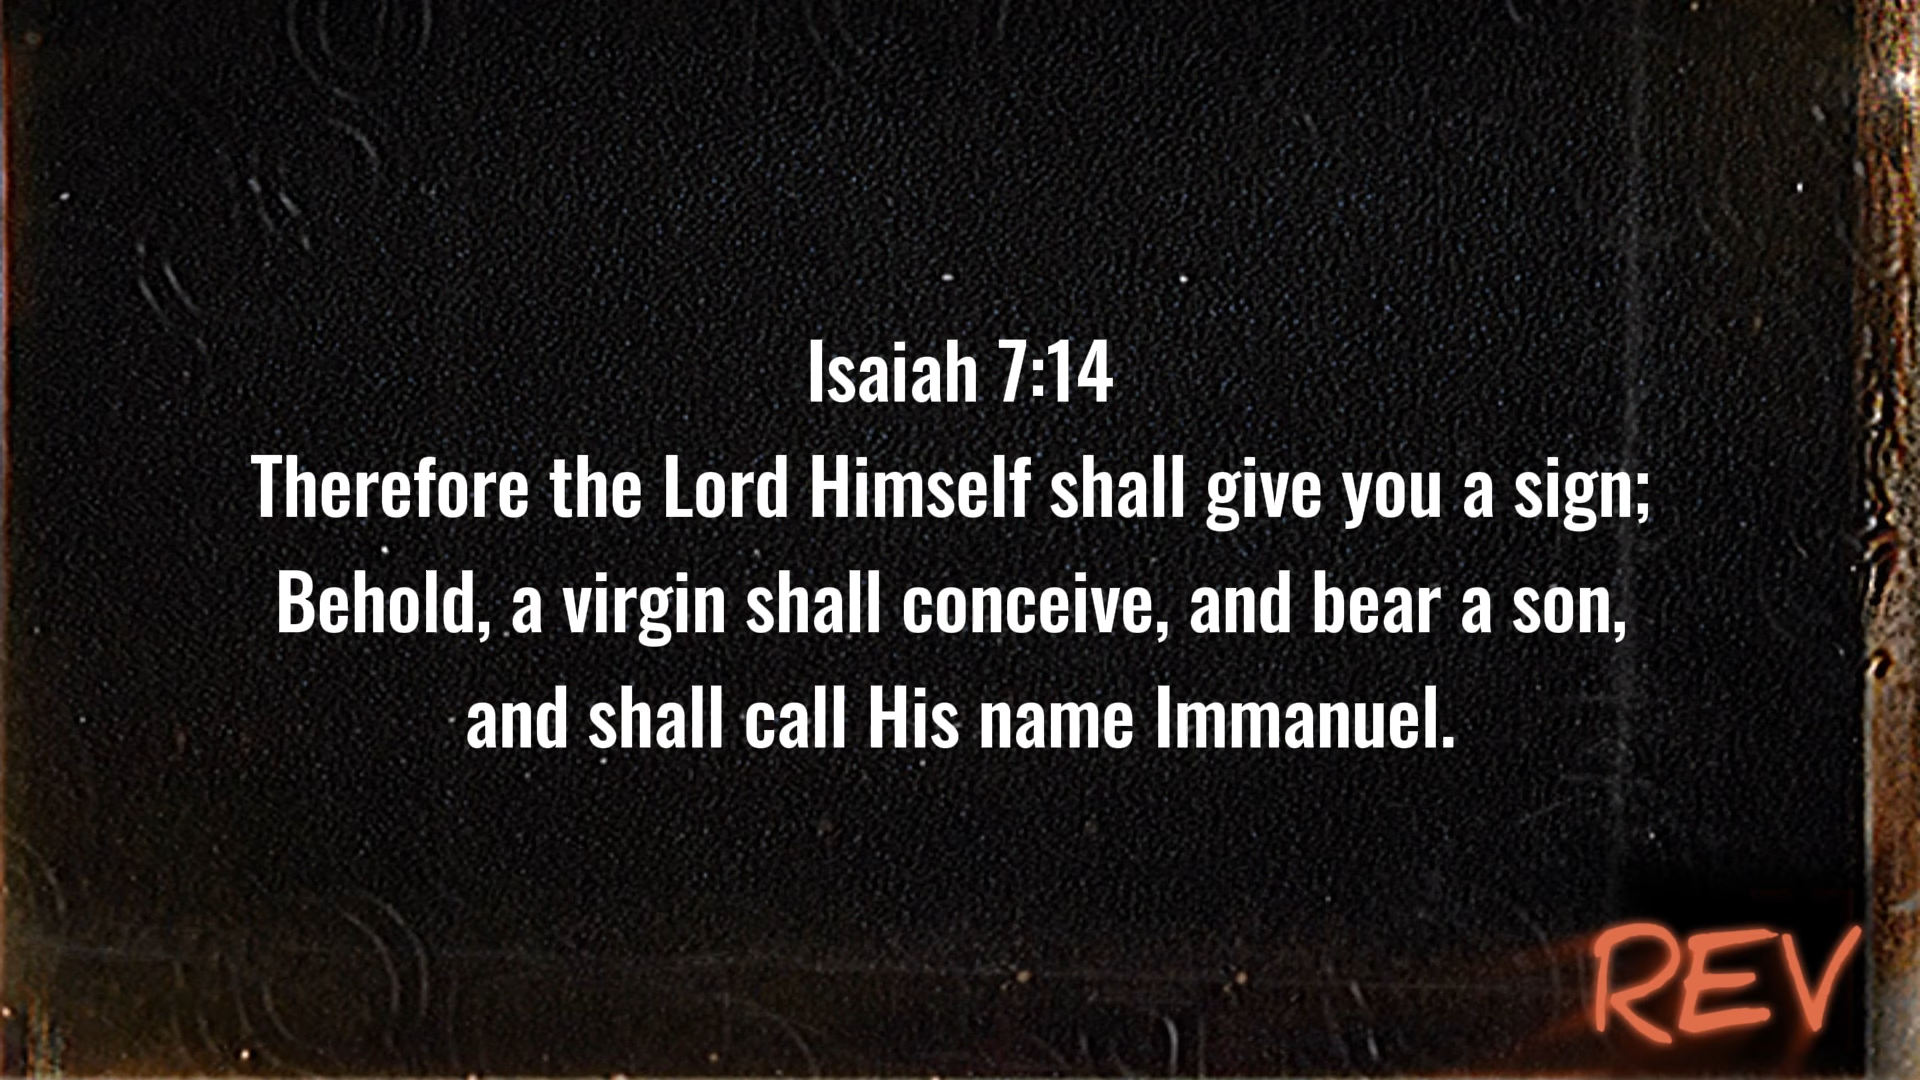 Isaiah 7:14
Therefore the Lord Himself shall give you a sign;
Behold, a virgin shall conceive, and bear a son,
and shall call His name Immanuel.
REV